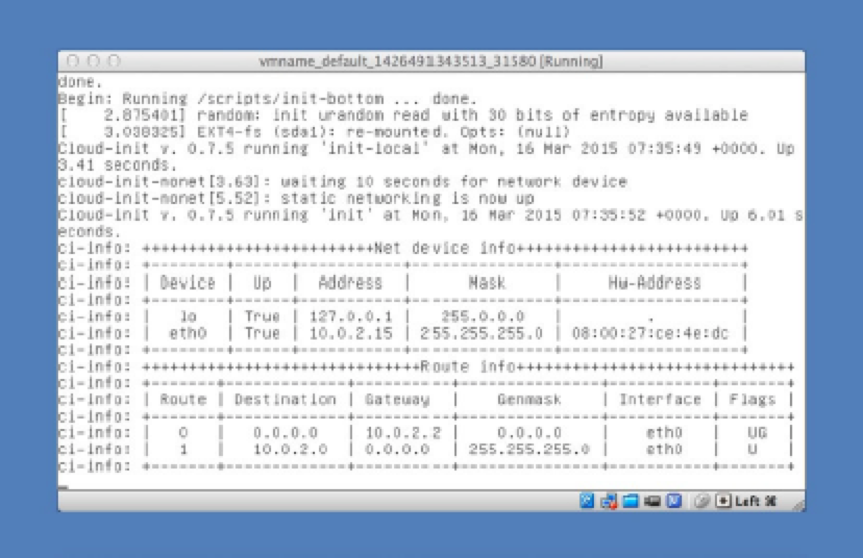 vmname_default_1426491343513_31580 [Running]
done.
Begin: Running /scripts/init-bottom ... done.
[    2.875401] random: init urandom read with 30 bits of entropy available
[    3.038325] EXT4-fs (sda1): re-mounted. Opts: (null)
Cloud-init v. 0.7.5 running 'init-local' at Mon, 16 Mar 2015 07:35:49 +0000. Up
3.41 seconds.
cloud-init-nonet[3.63]: waiting 10 seconds for network device
cloud-init-nonet[5.52]: static networking is now up
Cloud-init v. 0.7.5 running 'init' at Mon, 16 Mar 2015 07:35:52 +0000. Up 6.01 s
econds.
ci-info: ++++++++++++++++++++++++++Net device info++++++++++++++++++++++++++
ci-info: +--------+------+------------+---------------+-------------------+
ci-info: | Device |  Up  |  Address   |      Mask     |     Hw-Address    |
ci-info: +--------+------+------------+---------------+-------------------+
ci-info: |   lo   | True | 127.0.0.1  |   255.0.0.0   |         .         |
ci-info: |  eth0  | True | 10.0.2.15  | 255.255.255.0 | 08:00:27:ce:4e:dc |
ci-info: +--------+------+------------+---------------+-------------------+
ci-info: +++++++++++++++++++++++++++++++Route info+++++++++++++++++++++++++++++++
ci-info: +-------+-------------+----------+---------------+-----------+-------+
ci-info: | Route | Destination | Gateway  |    Genmask    | Interface | Flags |
ci-info: +-------+-------------+----------+---------------+-----------+-------+
ci-info: |   0   |   0.0.0.0   | 10.0.2.2 |    0.0.0.0    |    eth0   |   UG  |
ci-info: |   1   |   10.0.2.0  | 0.0.0.0  | 255.255.255.0 |    eth0   |   U   |
ci-info: +-------+-------------+----------+---------------+-----------+-------+
Left ⌘